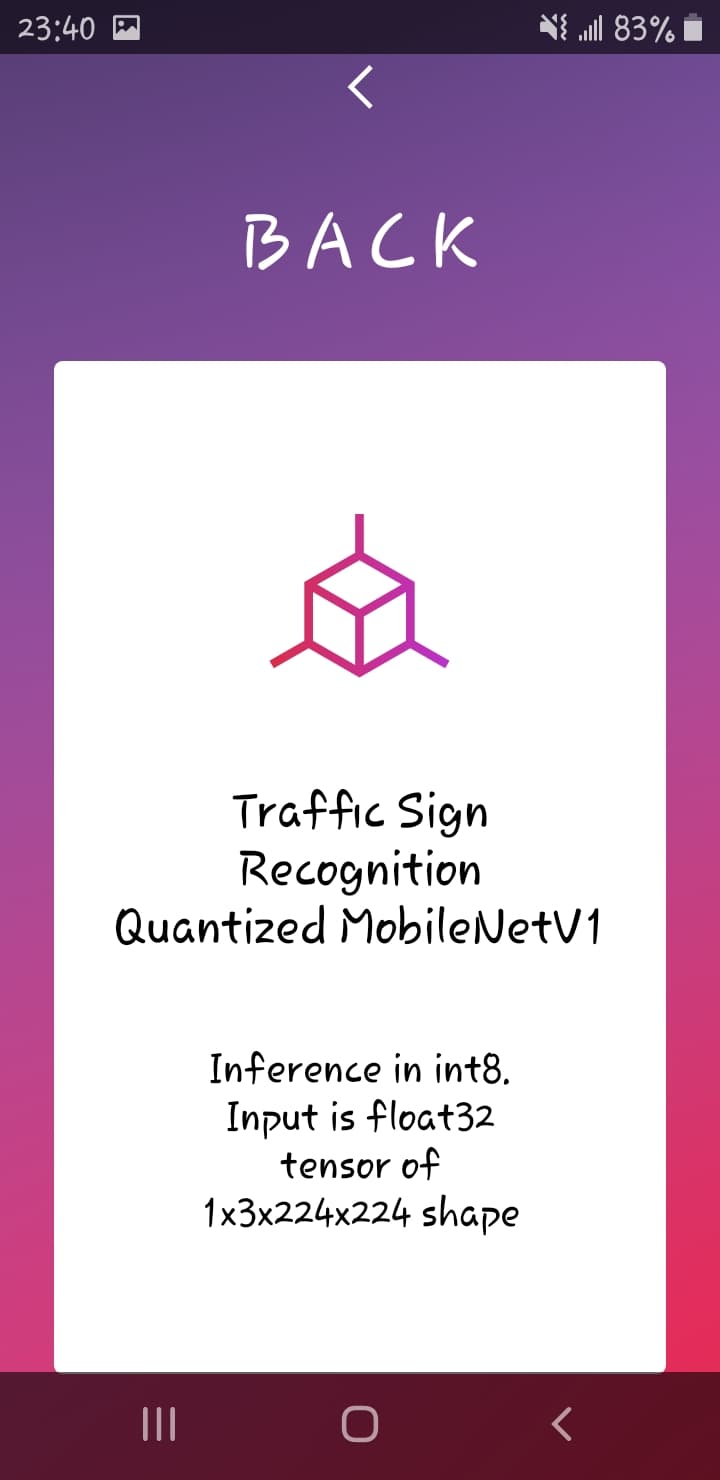 23:40 83%
BACK
Traffic Sign
Recognition
Quantized MobileNetV1
Inference in int8.
Input is float32
tensor of
1x3x224x224 shape